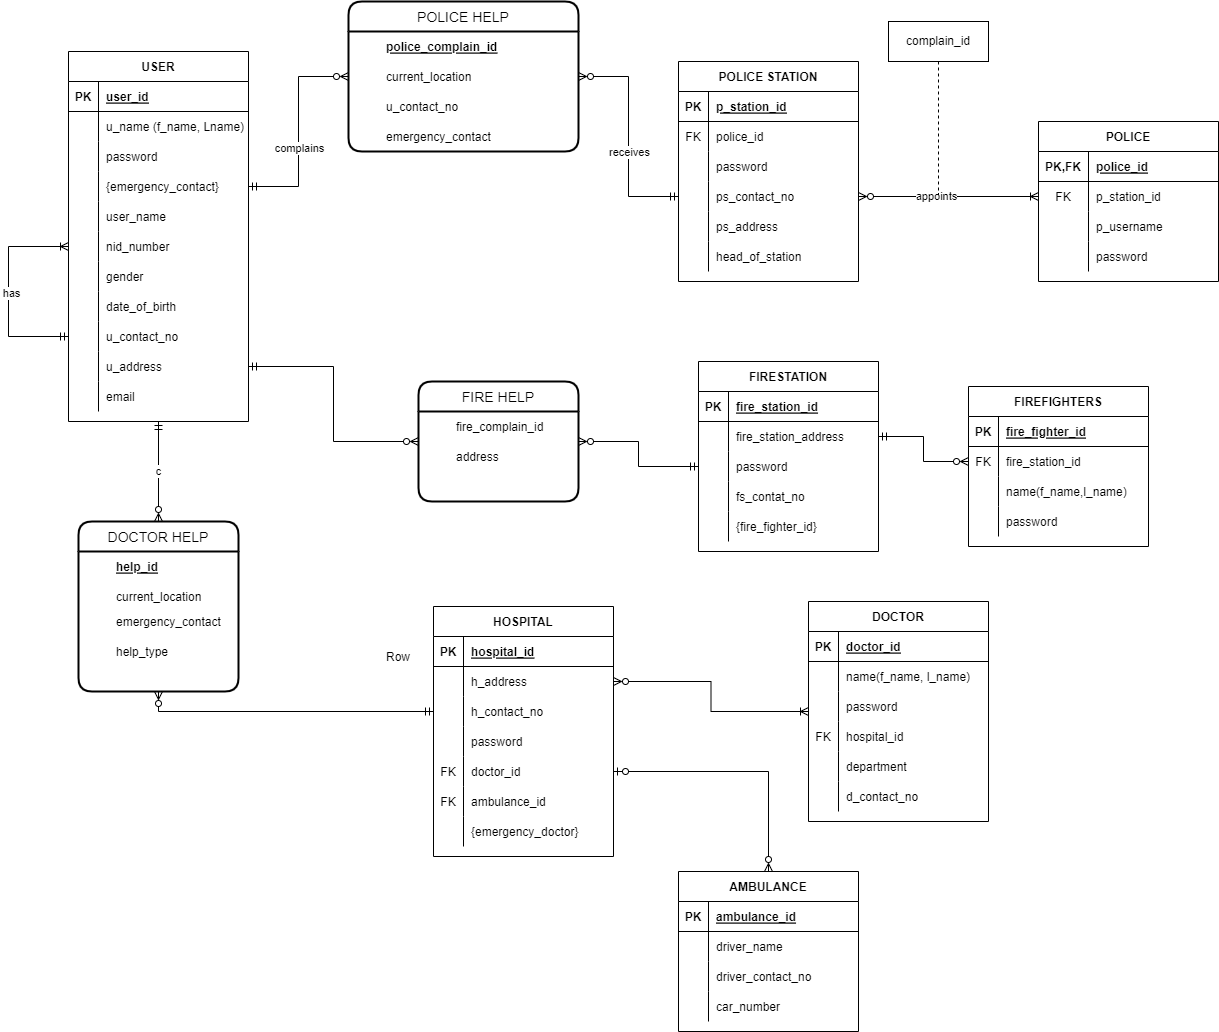 POLICE HELP
police_complain_id
current_location
u_contact_no
emergency_contact
complain_id
USER
PK user_id
u_name (f_name, Lname)
password
{emergency_contact}
user_name
nid_number
gender
date_of_birth
u_contact_no
u_address
email
has
complains
receives
POLICE STATION
PK p_station_id
FK police_id
password
ps_contact_no
ps_address
head_of_station
appoints
POLICE
PK,FK police_id
FK p_station_id
p_username
password
FIRE HELP
fire_complain_id
address
FIRESTATION
PK fire_station_id
fire_station_address
password
fs_contat_no
{fire_fighter_id}
FIREFIGHTERS
PK fire_fighter_id
FK fire_station_id
name(f_name,l_name)
password
c
DOCTOR HELP
help_id
current_location
emergency_contact
help_type
Row
HOSPITAL
PK hospital_id
h_address
h_contact_no
password
FK doctor_id
FK ambulance_id
{emergency_doctor}
DOCTOR
PK doctor_id
name(f_name, l_name)
password
FK hospital_id
department
d_contact_no
AMBULANCE
PK ambulance_id
driver_name
driver_contact_no
car_number